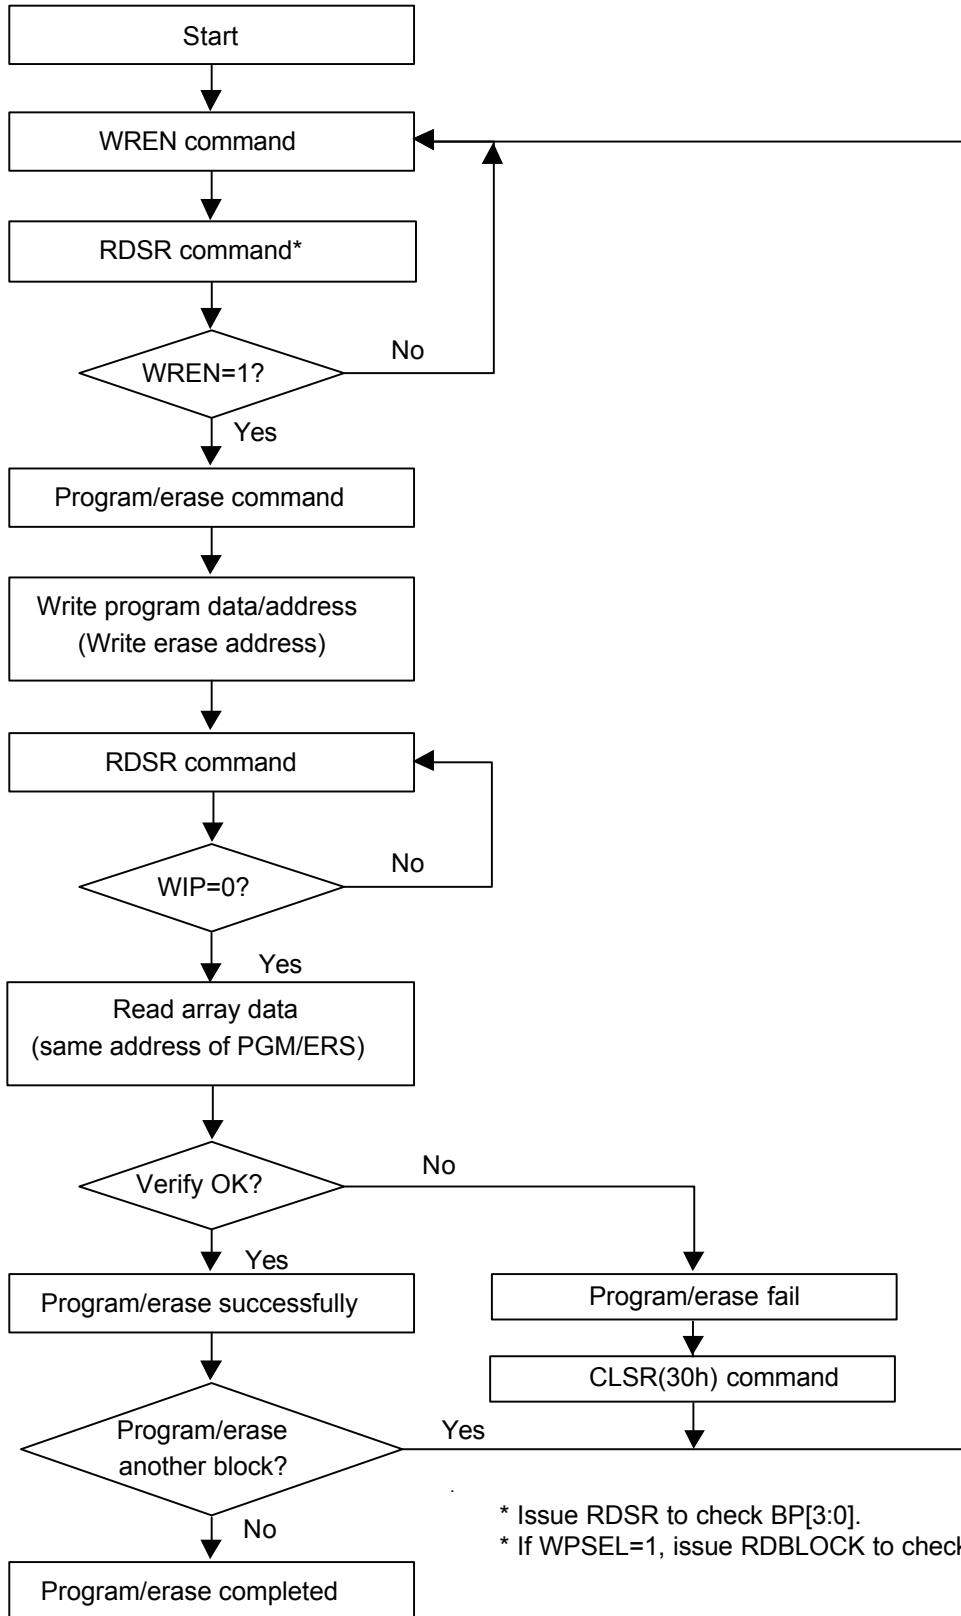 Start
WREN command
RDSR command*
WREN=1?
No
Yes
Program/erase command
Write program data/address
(Write erase address)
RDSR command
WIP=0?
No
Yes
Read array data
(same address of PGM/ERS)
Verify OK?
No
Yes
Program/erase successfully
Program/erase fail
CLSR(30h) command
Program/erase
another block?
Yes
No
* Issue RDSR to check BP[3:0].
* If WPSEL=1, issue RDBLOCK to check
Program/erase completed